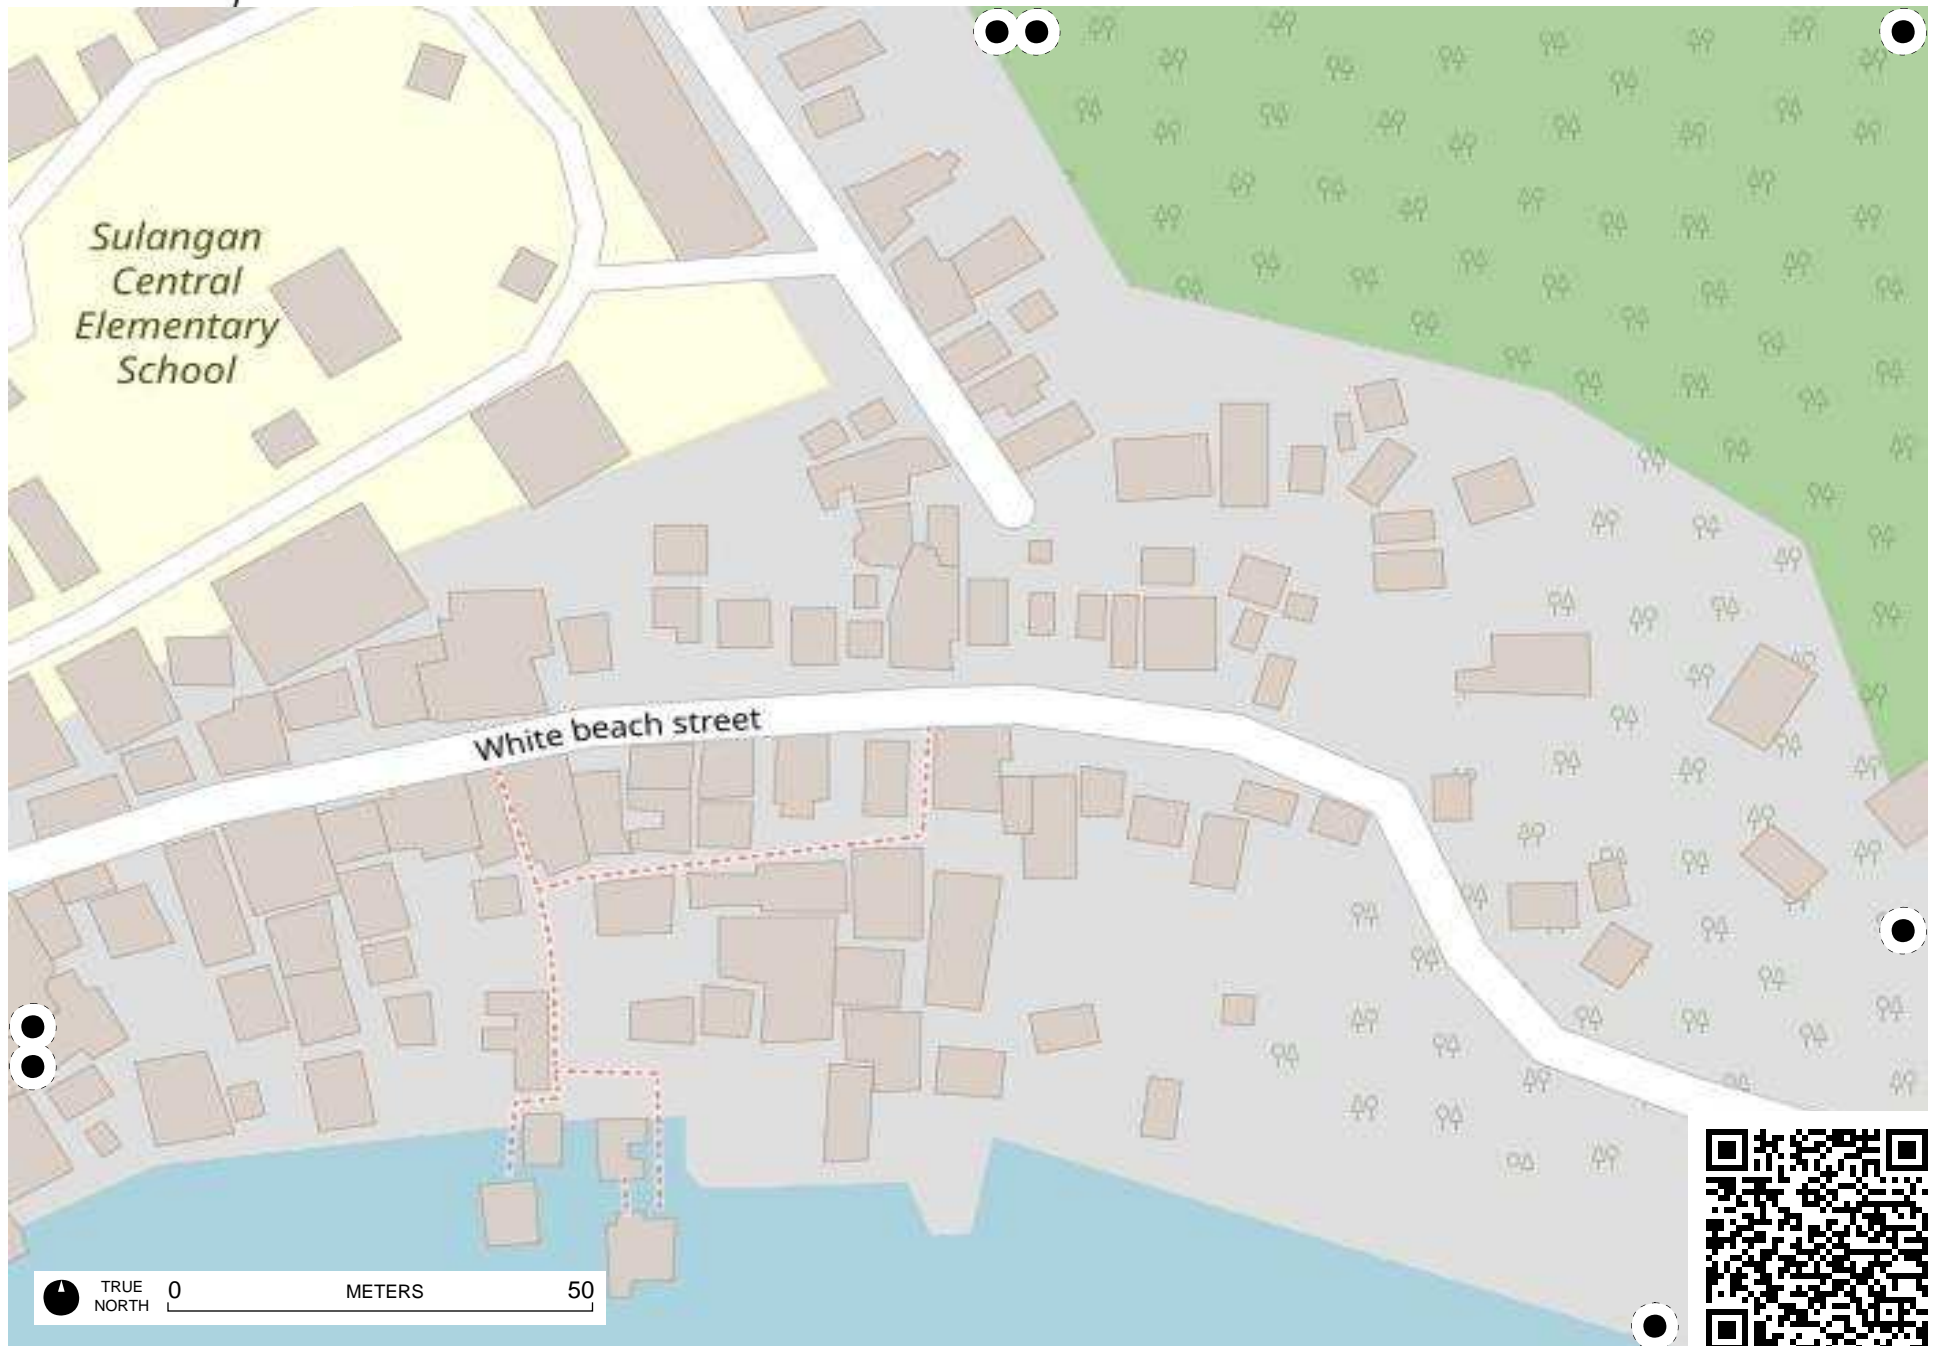 Sulangan
Central
Elementary
School
White beach street
TRUE
NORTH
0
METERS
50